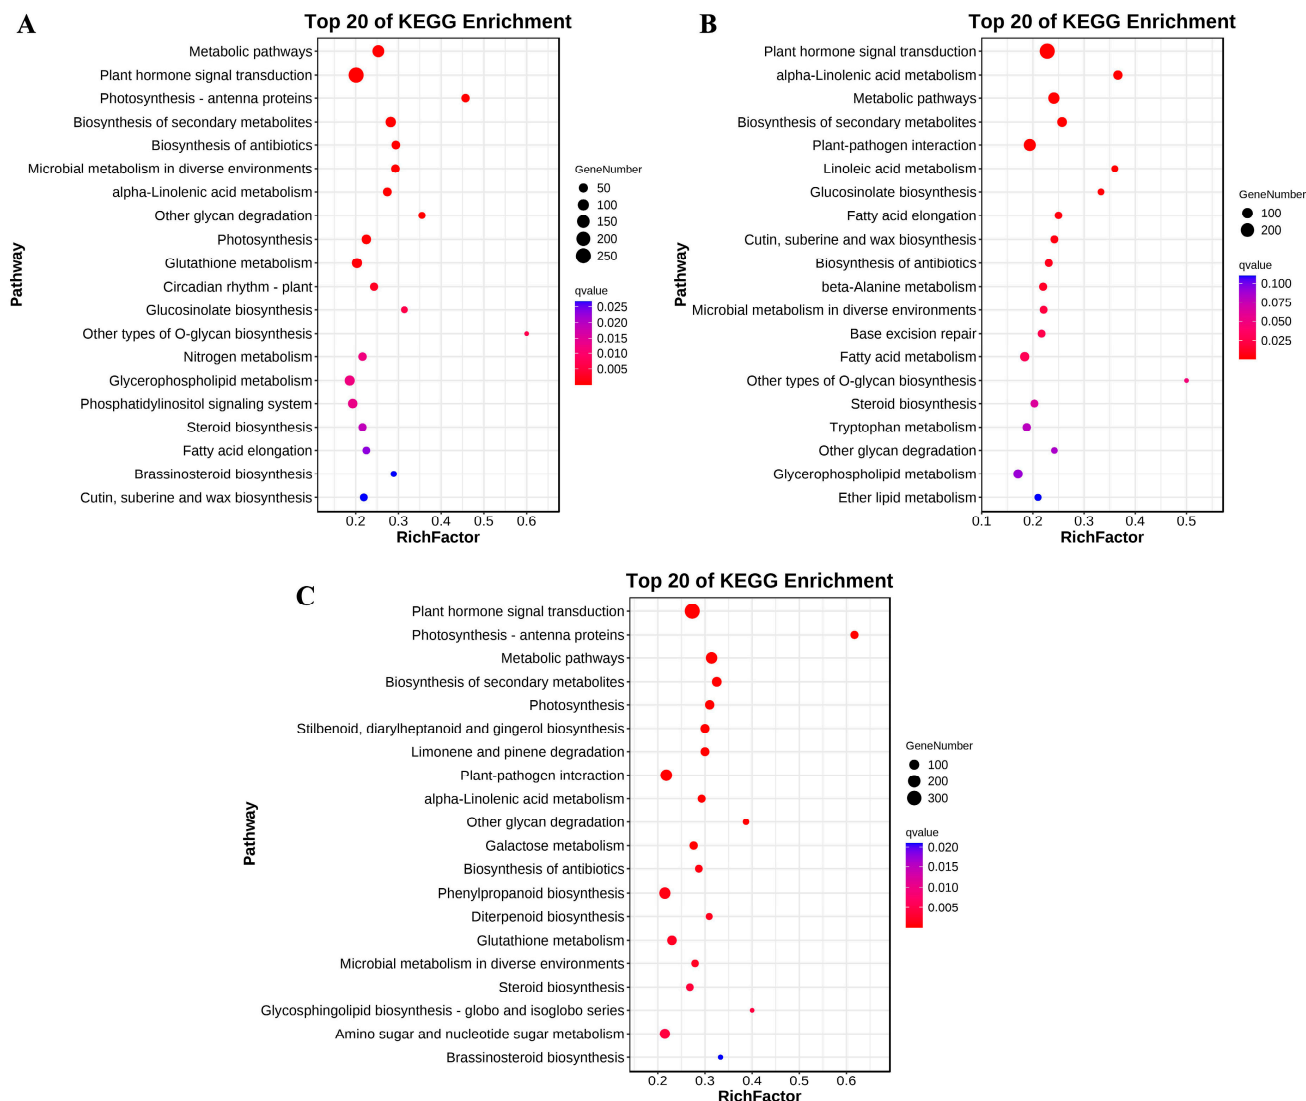 A
Top 20 of KEGG Enrichment
Pathway
Metabolic pathways
Plant hormone signal transduction
Photosynthesis - antenna proteins
Biosynthesis of secondary metabolites
Biosynthesis of antibiotics
Microbial metabolism in diverse environments
alpha-Linolenic acid metabolism
Other glycan degradation
Photosynthesis
Glutathione metabolism
Circadian rhythm - plant
Glucosinolate biosynthesis
Other types of O-glycan biosynthesis
Nitrogen metabolism
Glycerophospholipid metabolism
Phosphatidylinositol signaling system
Steroid biosynthesis
Fatty acid elongation
Brassinosteroid biosynthesis
Cutin, suberine and wax biosynthesis
0.2 0.3 0.4 0.5 0.6
RichFactor
GeneNumber
50
100
150
200
250
qvalue
0.025
0.020
0.015
0.010
0.005
B
Top 20 of KEGG Enrichment
Pathway
Plant hormone signal transduction
alpha-Linolenic acid metabolism
Metabolic pathways
Biosynthesis of secondary metabolites
Plant-pathogen interaction
Linoleic acid metabolism
Glucosinolate biosynthesis
Fatty acid elongation
Cutin, suberine and wax biosynthesis
Biosynthesis of antibiotics
beta-Alanine metabolism
Microbial metabolism in diverse environments
Base excision repair
Fatty acid metabolism
Other types of O-glycan biosynthesis
Steroid biosynthesis
Tryptophan metabolism
Other glycan degradation
Glycerophospholipid metabolism
Ether lipid metabolism
0.1 0.2 0.3 0.4 0.5
RichFactor
GeneNumber
100
200
qvalue
0.100
0.075
0.050
0.025
C
Top 20 of KEGG Enrichment
Pathway
Plant hormone signal transduction
Photosynthesis - antenna proteins
Metabolic pathways
Biosynthesis of secondary metabolites
Photosynthesis
Stilbenoid, diarylheptanoid and gingerol biosynthesis
Limonene and pinene degradation
Plant-pathogen interaction
alpha-Linolenic acid metabolism
Other glycan degradation
Galactose metabolism
Biosynthesis of antibiotics
Phenylpropanoid biosynthesis
Diterpenoid biosynthesis
Glutathione metabolism
Microbial metabolism in diverse environments
Steroid biosynthesis
Glycosphingolipid biosynthesis - globo and isoglobo series
Amino sugar and nucleotide sugar metabolism
Brassinosteroid biosynthesis
0.2 0.3 0.4 0.5 0.6
RichFactor
GeneNumber
100
200
300
qvalue
0.020
0.015
0.010
0.005